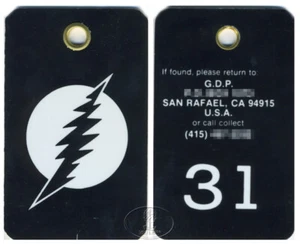 If found, please return to:
G.D.P.
SAN RAFAEL, CA 94915
U.S.A.
or call collect
(415)
31